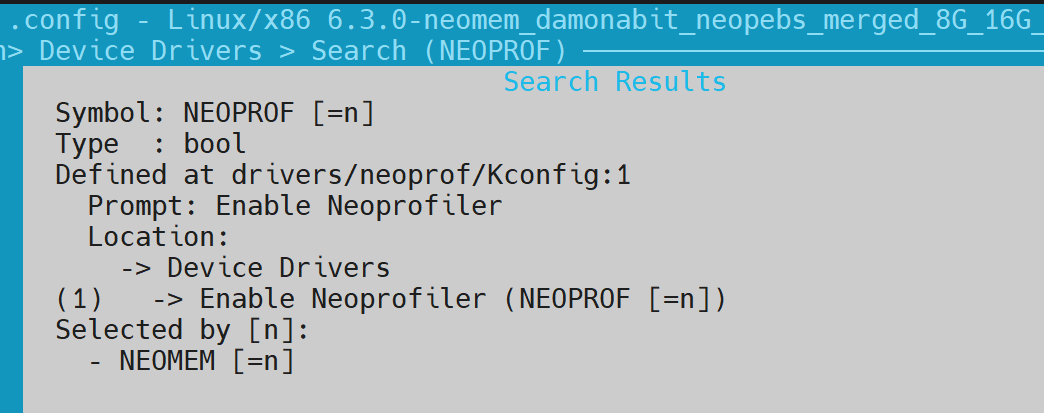 .config - Linux/x86 6.3.0-neomem_damonabit_neopebs_merged_8G_16G_
> Device Drivers > Search (NEOPROF)
Search Results
Symbol: NEOPROF [=n]
Type  : bool
Defined at drivers/neoprof/Kconfig:1
  Prompt: Enable Neoprofiler
  Location:
    -> Device Drivers
(1)   -> Enable Neoprofiler (NEOPROF [=n])
Selected by [n]:
  - NEOMEM [=n]